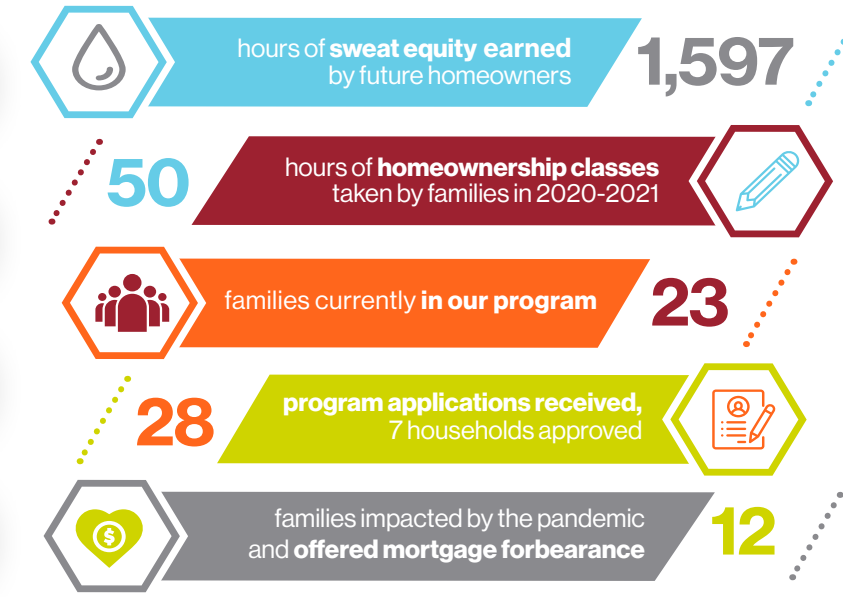 hours of sweat equity earned
by future homeowners
1,597
50
hours of homeownership classes
taken by families in 2020-2021
families currently in our program
23
28
program applications received,
7 households approved
$
families impacted by the pandemic
and offered mortgage forbearance
12